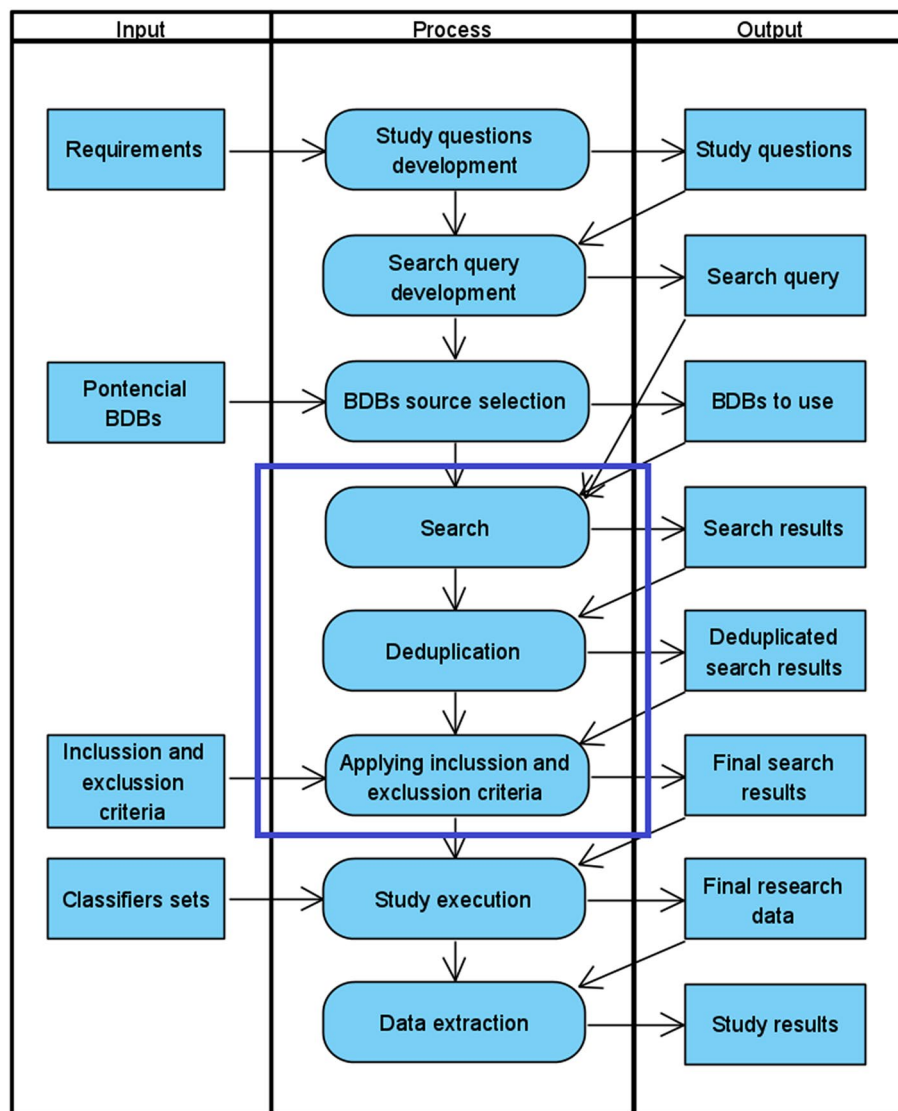 Input
Process
Output
Requirements
Study questions
development
Study questions
Search query
development
Search query
Pontencial
BDBs
BDBs source selection
BDBs to use
Search
Search results
Deduplication
Deduplicated
search results
Inclussion and
exclussion
criteria
Applying inclussion and
exclussion criteria
Final search
results
Classifiers sets
Study execution
Final research
data
Data extraction
Study results